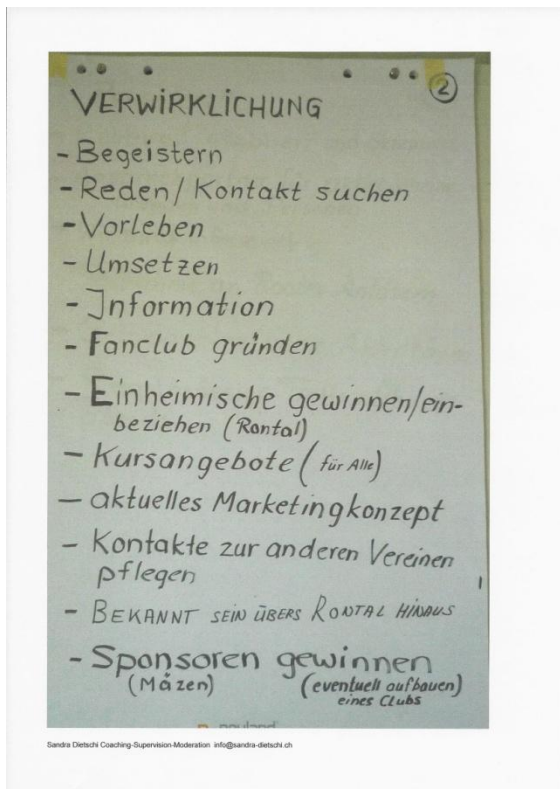 ②
VERWIRKLICHUNG
- Begeistern
- Reden/Kontakt suchen
- Vorleben
- Umsetzen
- Information
- Fanclub gründen
- Einheimische gewinnen/ein-
beziehen (Rontal)
- Kursangebote (für Alle)
- aktuelles Marketingkonzept
- Kontakte zur anderen Vereinen
pflegen
- BEKANNT SEIN ÜBERS RONTAL HINAUS
- Sponsoren gewinnen
(Mäzen) (eventuell aufbauen)
eines Clubs
Sandra Dietschi Coaching-Supervision-Moderation info@sandra-dietschi.ch